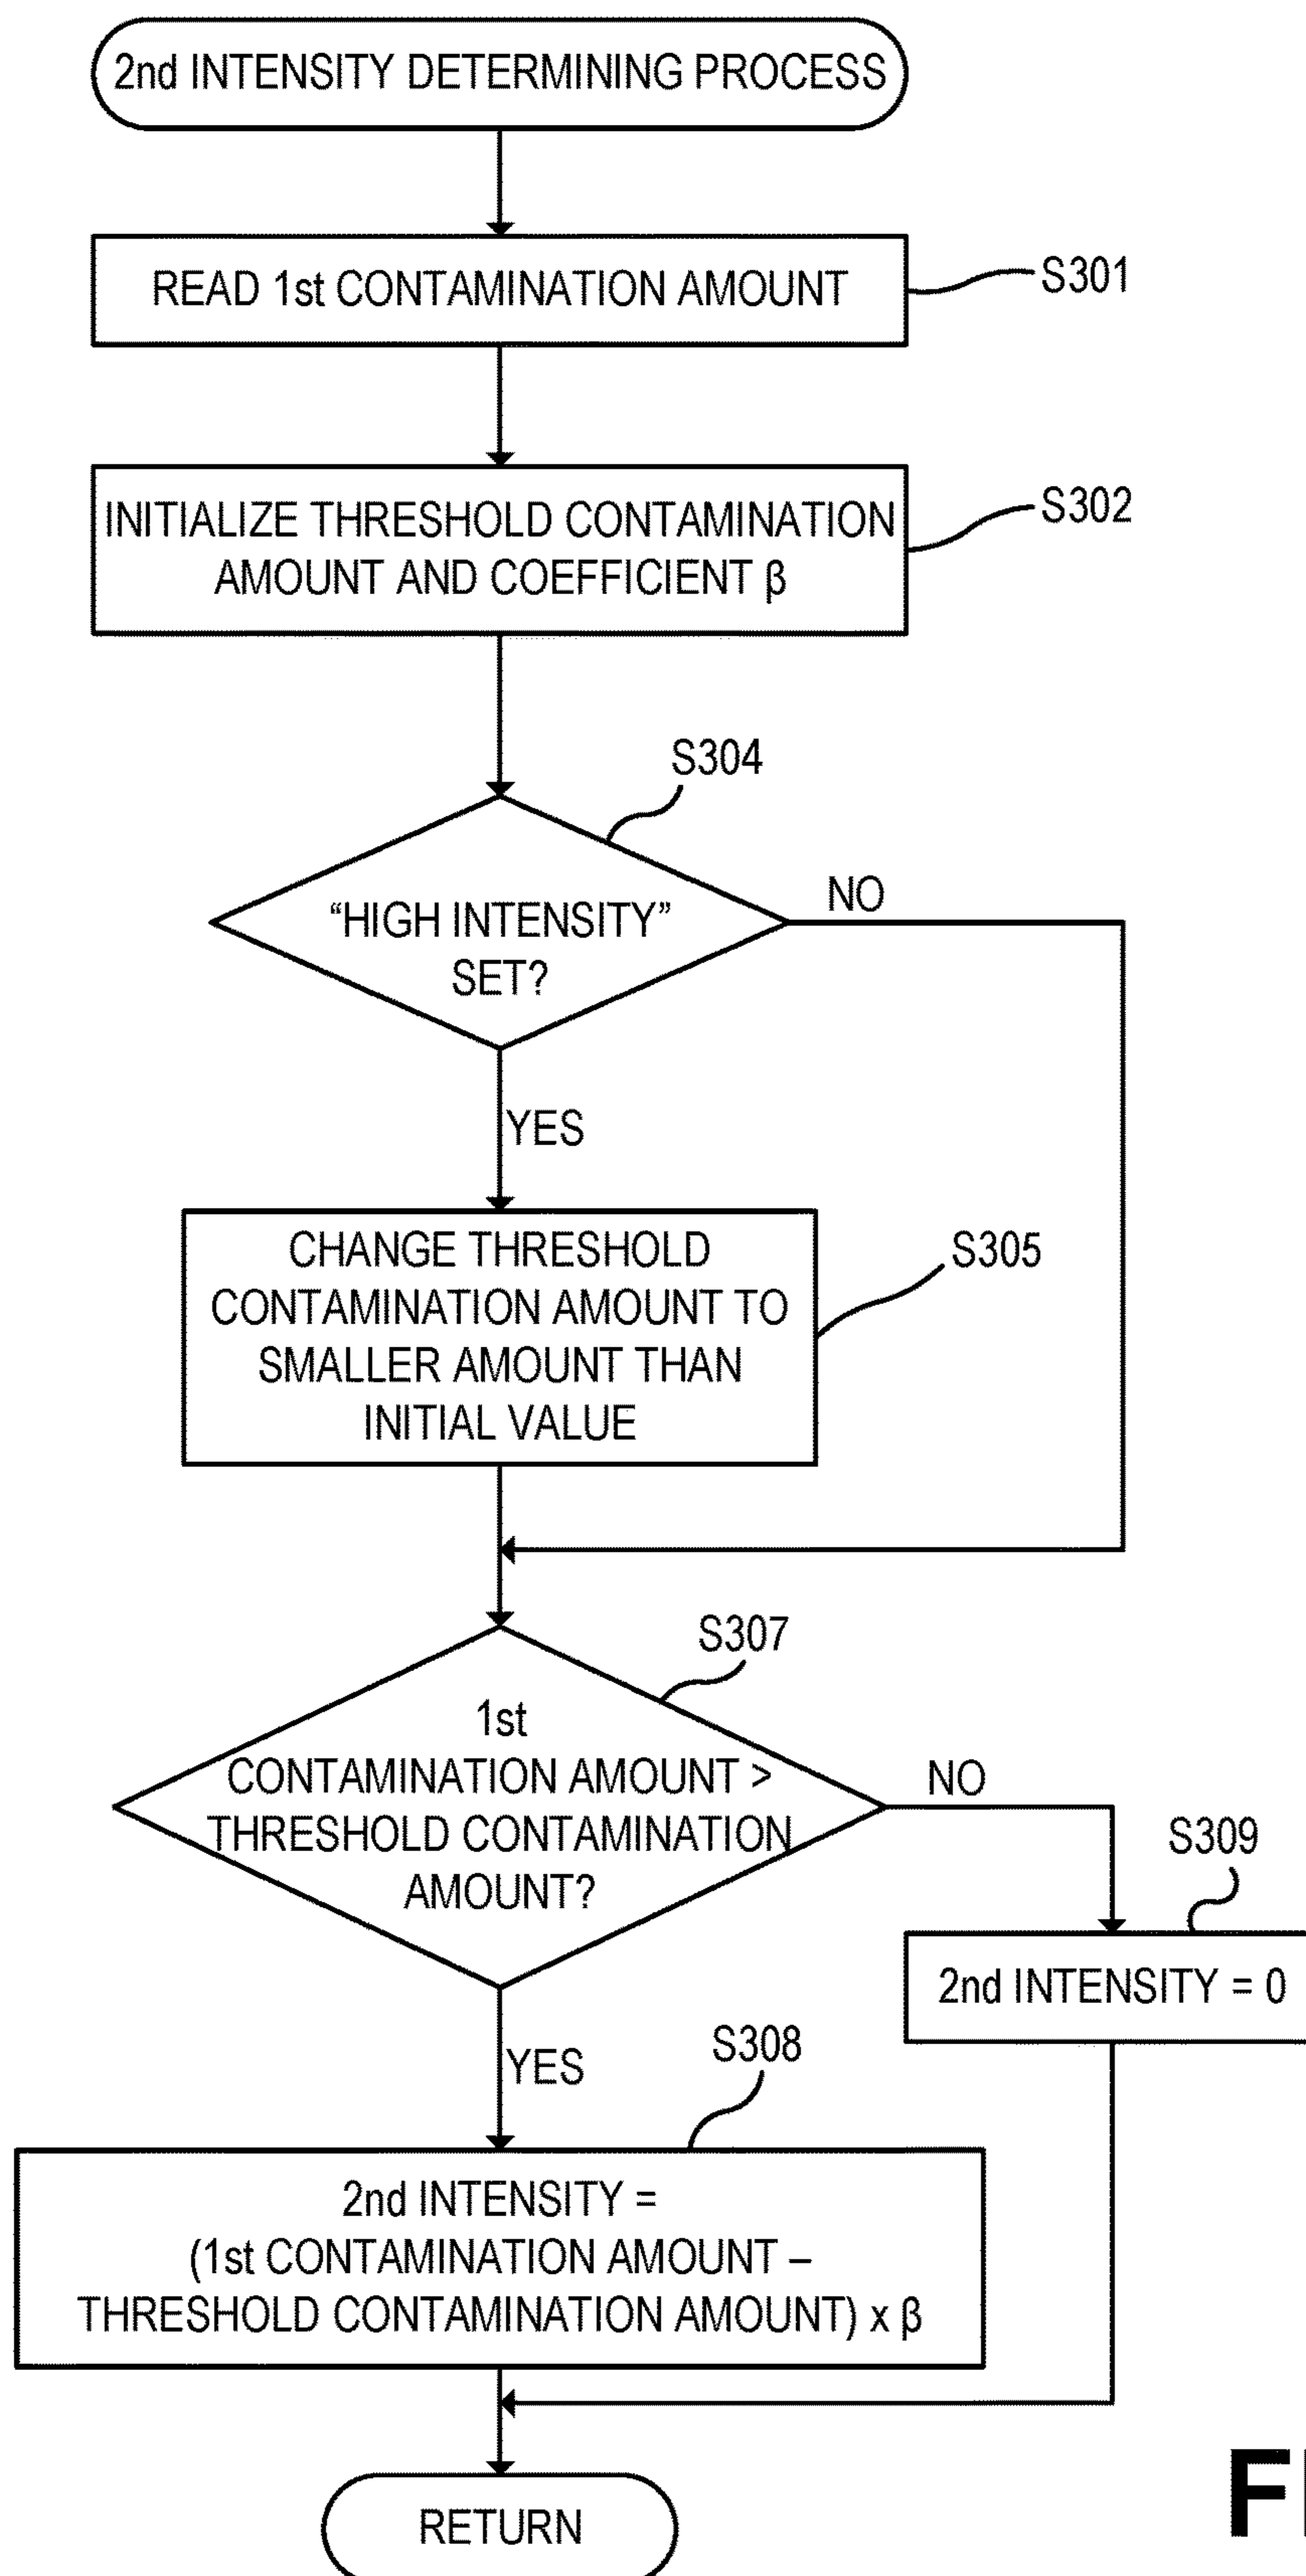 2nd INTENSITY DETERMINING PROCESS
READ 1st CONTAMINATION AMOUNT
S301
INITIALIZE THRESHOLD CONTAMINATION
AMOUNT AND COEFFICIENT β
S302
S304
“HIGH INTENSITY”
SET?
NO
YES
CHANGE THRESHOLD
CONTAMINATION AMOUNT TO
SMALLER AMOUNT THAN
INITIAL VALUE
S305
S307
1st
CONTAMINATION AMOUNT >
THRESHOLD CONTAMINATION
AMOUNT?
NO
S309
2nd INTENSITY = 0
YES
S308
2nd INTENSITY =
(1st CONTAMINATION AMOUNT –
THRESHOLD CONTAMINATION AMOUNT) x β
RETURN